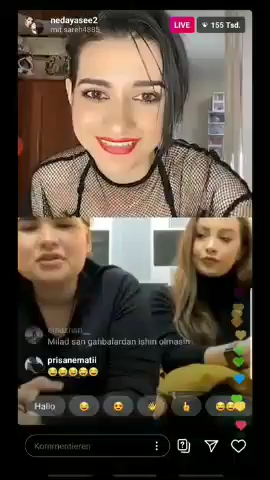 nedayasee2
mit sareh4885
LIVE
155 Tsd.
Milad san gahbalardan ishin olmasin
prisanematii
😂😂😂😂😂
Hallo
Kommentieren